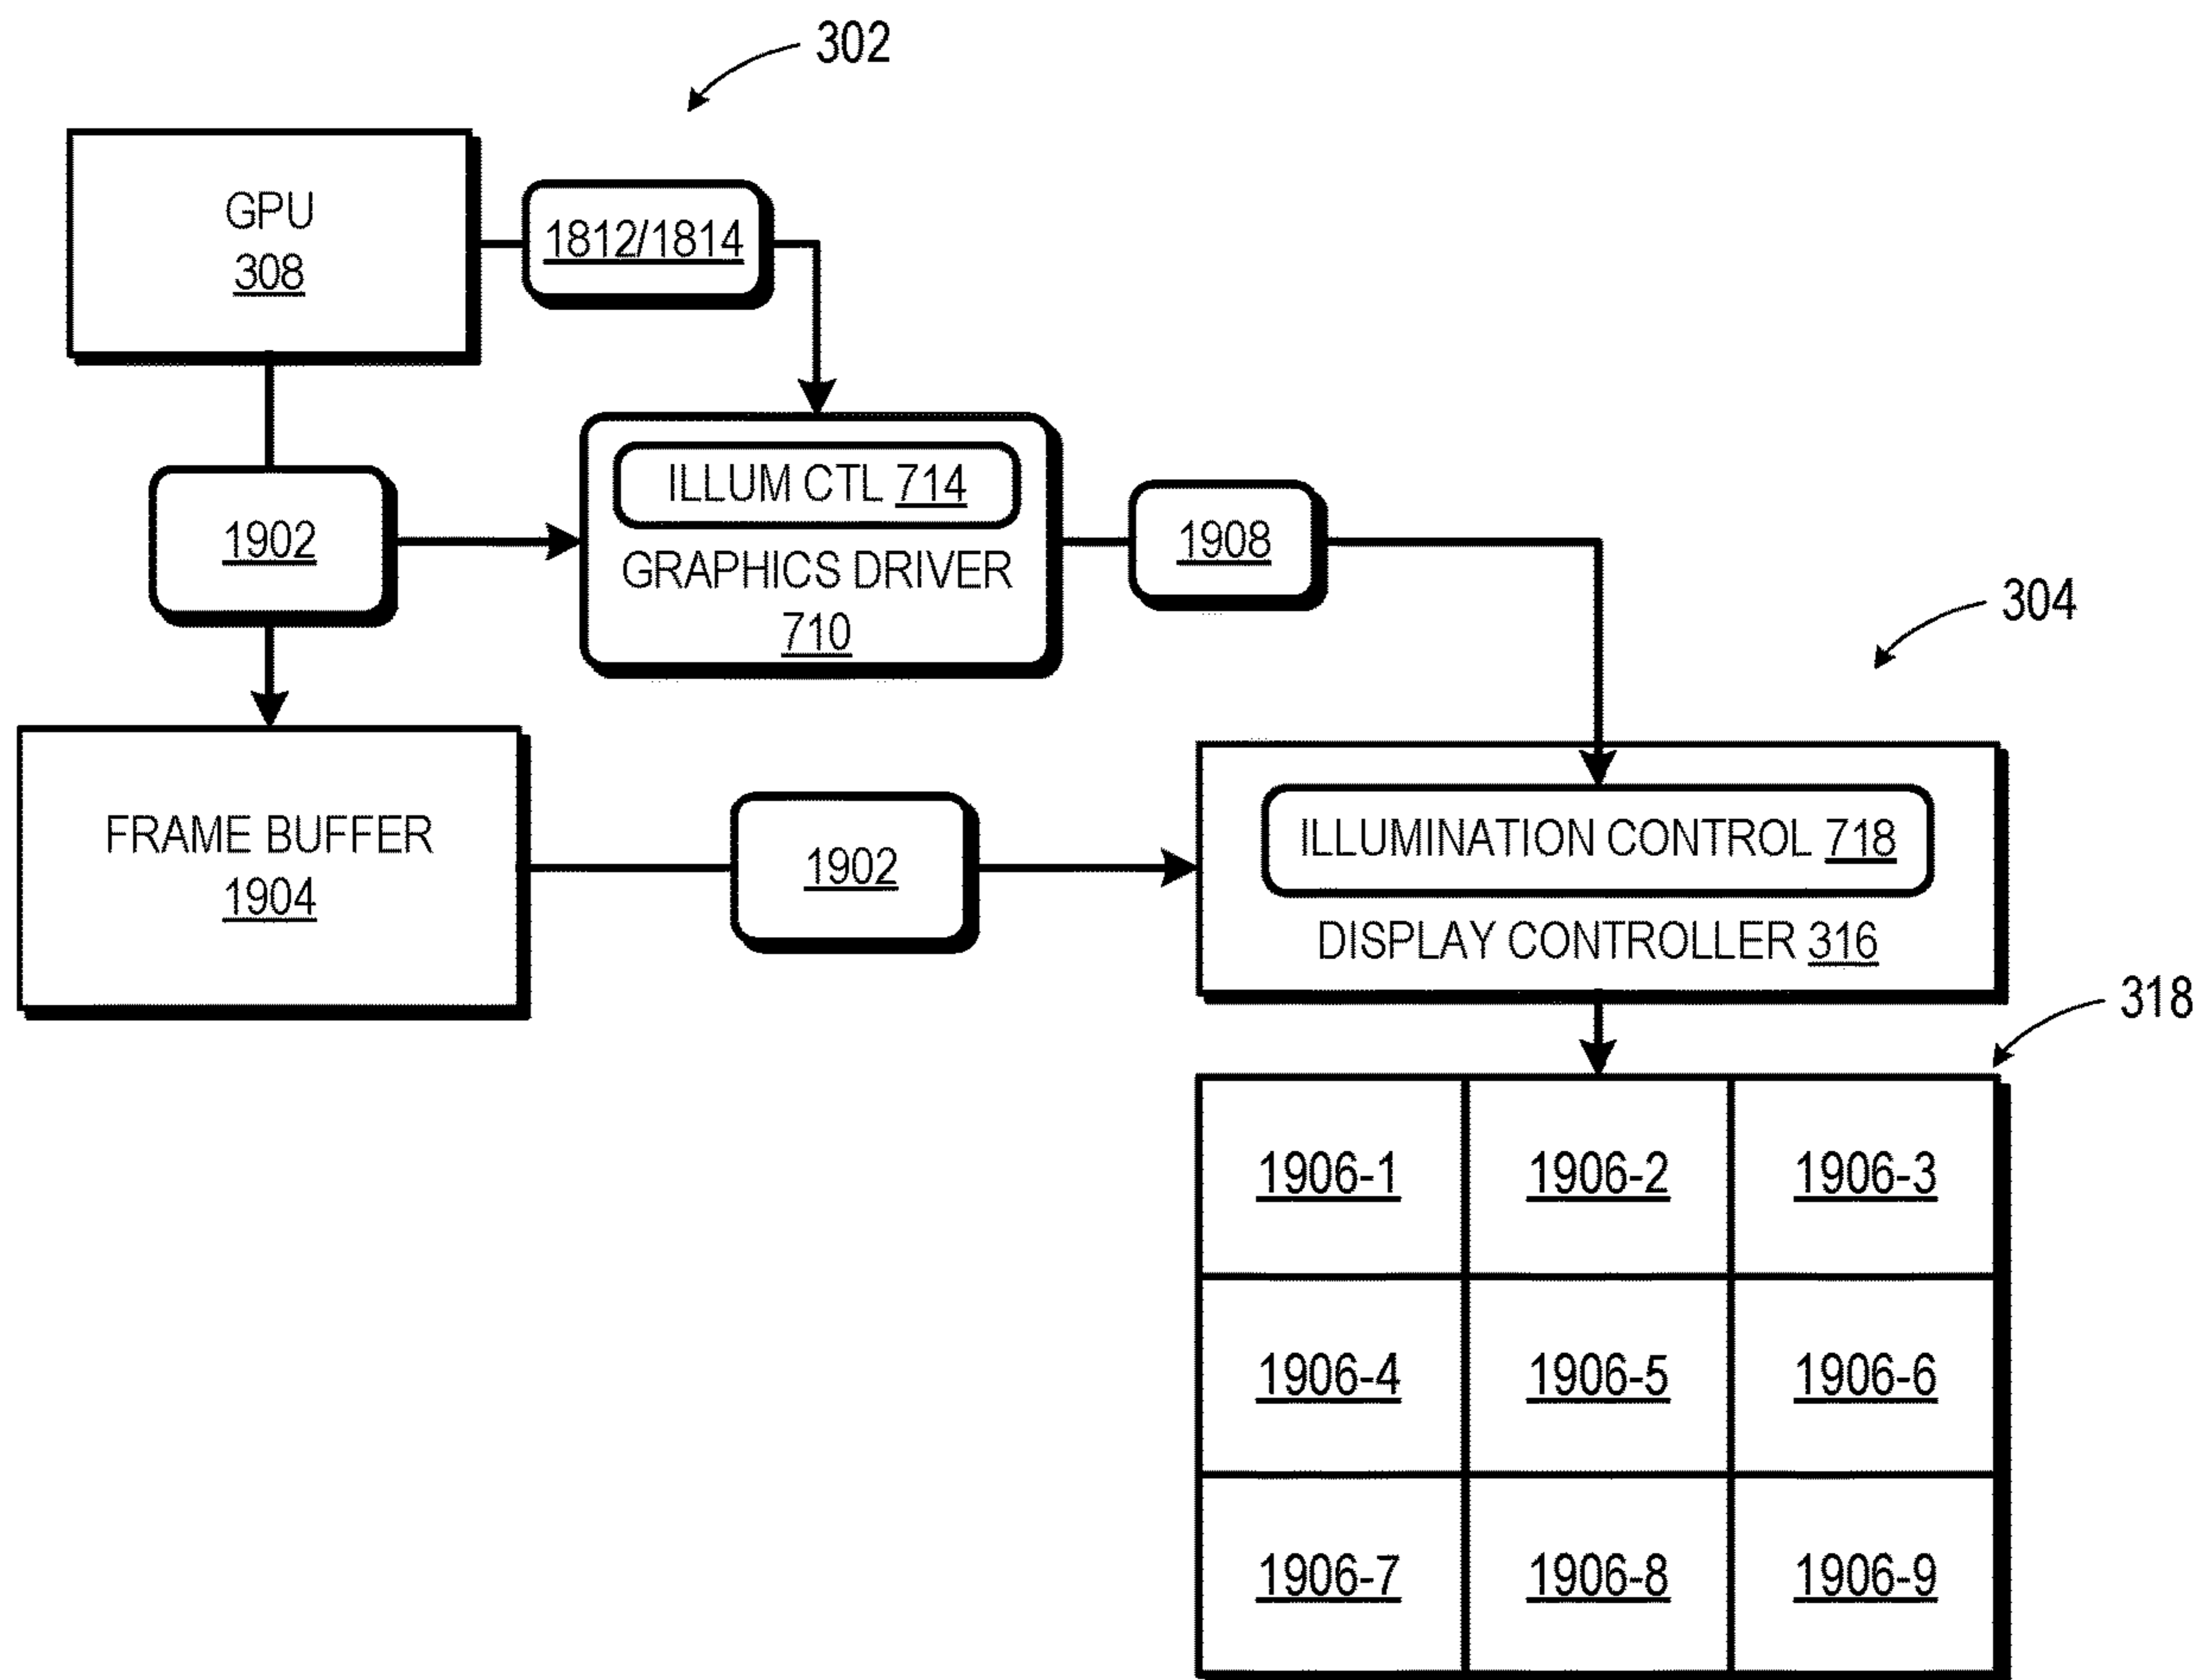 302
GPU
308
1812/1814
ILLUM CTL 714
1902
GRAPHICS DRIVER
710
1908
304
FRAME BUFFER
1904
1902
ILLUMINATION CONTROL 718
DISPLAY CONTROLLER 316
318
1906-1 1906-2 1906-3
1906-4 1906-5 1906-6
1906-7 1906-8 1906-9